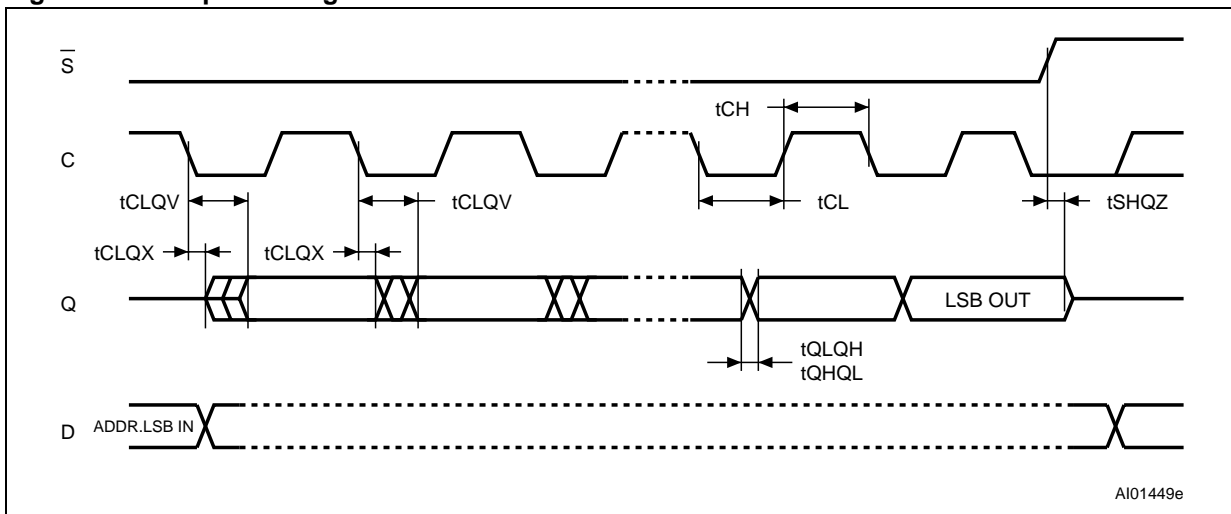 S
tCH
C
tCLQV
tCLQV
tCL
tSHQZ
tCLQX
tCLQX
Q
LSB OUT
tQLQH
tQHQL
D
ADDR.LSB IN
AI01449e